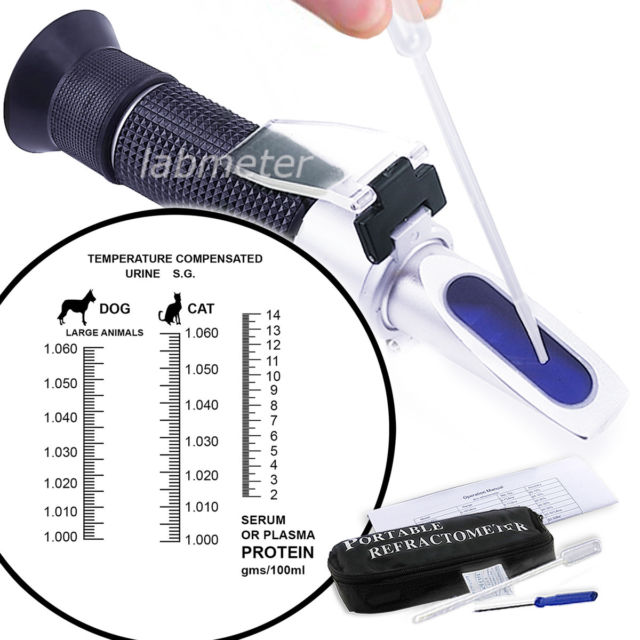 labmeter
TEMPERATURE COMPENSATED
URINE S.G.
DOG
CAT
LARGE ANIMALS
1.060
1.050
1.040
1.030
1.020
1.010
1.000
1.060
1.050
1.040
1.030
1.020
1.010
1.000
14
13
12
11
10
9
8
7
6
5
4
3
2
SERUM
OR PLASMA
PROTEIN
gms/100ml
Operation Manual
PORTABLE
REFRACTOMETER